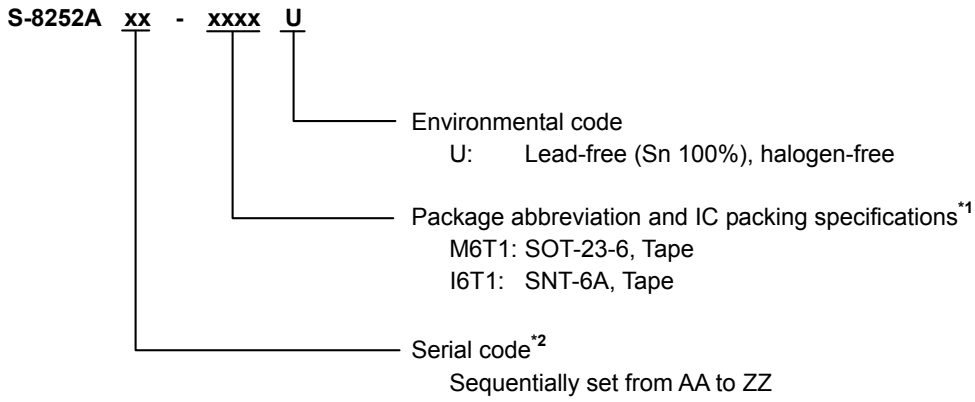 S-8252A xx - xxxx U
Environmental code
U: Lead-free (Sn 100%), halogen-free
Package abbreviation and IC packing specifications*1
M6T1: SOT-23-6, Tape
I6T1: SNT-6A, Tape
Serial code*2
Sequentially set from AA to ZZ